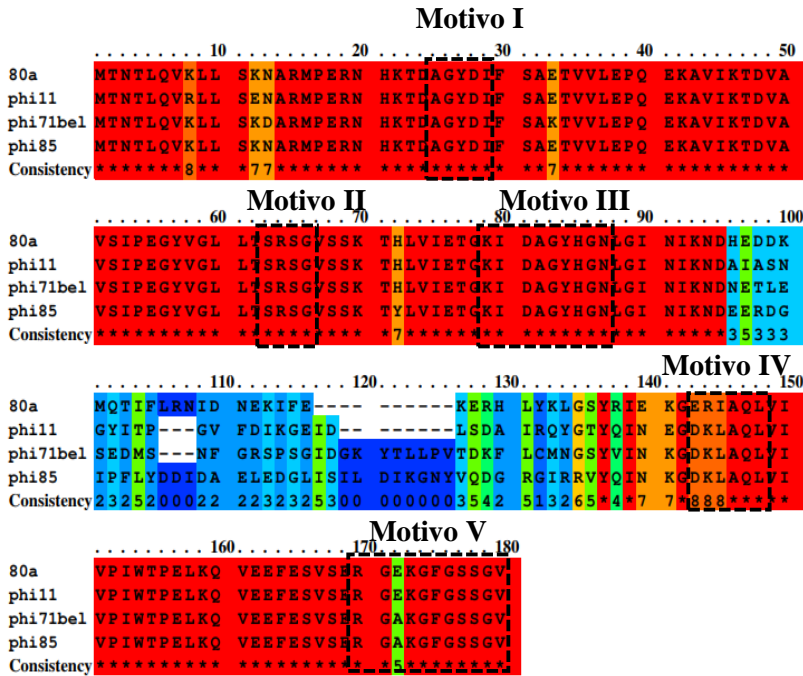 Motivo I
. . . . . . . . . 10 . . . . . . . . . 20 . . . . . . . . . 30 . . . . . . . . . 40 . . . . . . . . . 50
80a MTNTLQVKLL SKNARMPERN HKTDAGYDIF SAETVVLEPQ EKAVIKTDVA
phi11 MTNTLQVRLL SENARMPERN HKTDAGYDIF SAETVVLEPQ EKAVIKTDVA
phi71bel MTNTLQVKLL SKDARMPERN HKTDAGYDIF SAKTVVLEPQ EKAVIKTDVA
phi85 MTNTLQVKLL SKNARMPERN HKTDAGYDIF SAETVVLEPQ EKAVIKTDVA
Consistency *******8** *77******* ********** **7******* **********
Motivo II Motivo III
. . . . . . . . . 60 . . . . . . . . . 70 . . . . . . . . . 80 . . . . . . . . . 90 . . . . . . . . . 100
80a VSIPEGYVGL LTSRSGVSSK THLVIETGKI DAGYHGNLGI NIKNDHEDDK
phi11 VSIPEGYVGL LTSRSGVSSK THLVIETGKI DAGYHGNLGI NIKNDAIASN
phi71bel VSIPEGYVGL LTSRSGVSSK THLVIETGKI DAGYHGNLGI NIKNDNETLE
phi85 VSIPEGYVGL LTSRSGVSSK TYLVIETGKI DAGYHGNLGI NIKNDEERDG
Consistency ********** ********** **7******* ********** *****35333
Motivo IV
. . . . . . . . . 110 . . . . . . . . . 120 . . . . . . . . . 130 . . . . . . . . . 140 . . . . . . . . . 150
80a MQTIFLRNID NEKIFE---- ------KERH LYKLGSYRIE KGERIAQLVI
phi11 GYITP---GV FDIKGEID-- ------LSDA IRQYGTYQIN EGDKLAQLVI
phi71bel SEDMS---NF GRSPSGIDGK YTLLPVTDKF LCMNGSYVIN KGDKLAQLVI
phi85 IPFLYDDIDA ELEDGLISIL DIKGNYVQDG RGIRRVYQIN KGDKLAQLVI
Consistency 2325200022 2232325300 0000003542 513265*4*7 7*888*****
Motivo V
. . . . . . . . . 160 . . . . . . . . . 170 . . . . . . . . . 180
80a VPIWTPELKQ VEEFESVSER GEKGFGSSGV
phi11 VPIWTPELKQ VEEFESVSER GEKGFGSSGV
phi71bel VPIWTPELKQ VEEFESVSER GAKGFGSSGV
phi85 VPIWTPELKQ VEEFESVSER GAKGFGSSGV
Consistency ********** ********** *5********